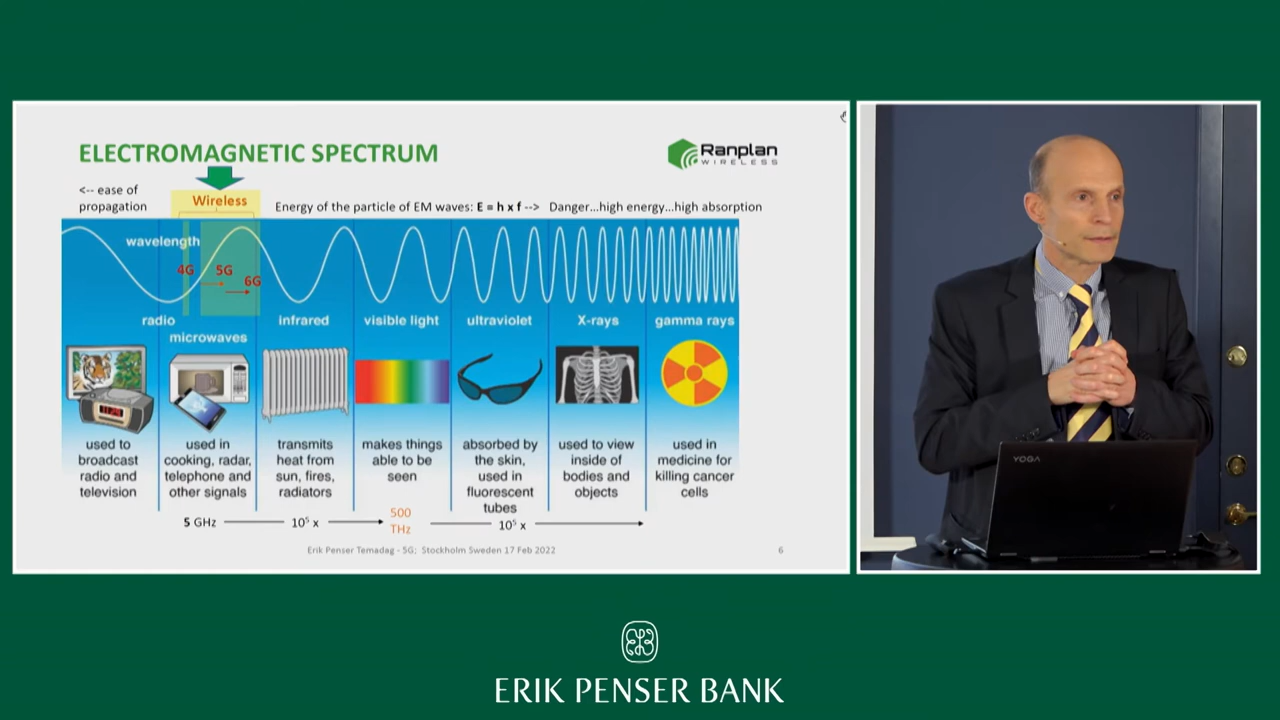 ELECTROMAGNETIC SPECTRUM
Ranplan
WIRELESS
<-- ease of
propagation
Wireless
Energy of the particle of EM waves: E = h x f --> Danger...high energy...high absorption
wavelength
4G
5G
6G
radio
microwaves
infrared
visible light
ultraviolet
X-rays
gamma rays
used to
broadcast
radio and
television
used in
cooking, radar,
telephone and
other signals
transmits
heat from
sun, fires,
radiators
makes things
able to be
seen
absorbed by
the skin,
used in
fluorescent
tubes
used to view
inside of
bodies and
objects
used in
medicine for
killing cancer
cells
5 GHz
10⁵ x
500
THz
10⁵ x
Erik Penser Temadag - 5G; Stockholm Sweden 17 Feb 2022
6
YOGA
ERIK PENSER BANK